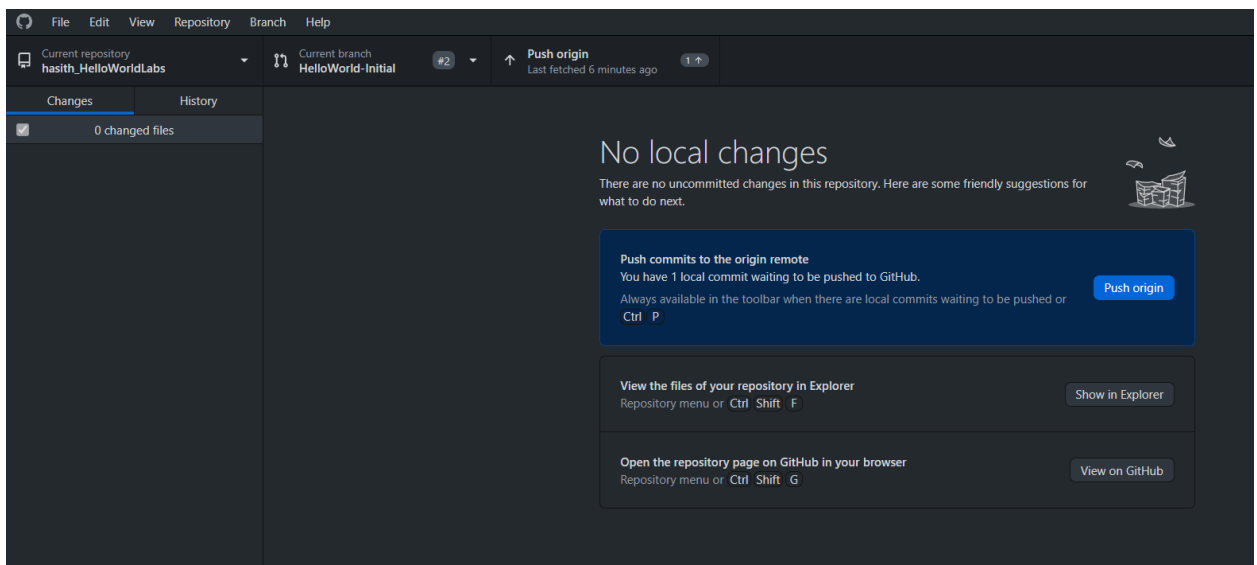 File Edit View Repository Branch Help
Current repository
hasith_HelloWorldLabs
Current branch
HelloWorld-Initial
#2
Push origin
Last fetched 6 minutes ago
1 ↑
Changes History
0 changed files
No local changes
There are no uncommitted changes in this repository. Here are some friendly suggestions for
what to do next.
Push commits to the origin remote
You have 1 local commit waiting to be pushed to GitHub.
Always available in the toolbar when there are local commits waiting to be pushed or
Ctrl P
Push origin
View the files of your repository in Explorer
Repository menu or Ctrl Shift F
Show in Explorer
Open the repository page on GitHub in your browser
Repository menu or Ctrl Shift G
View on GitHub